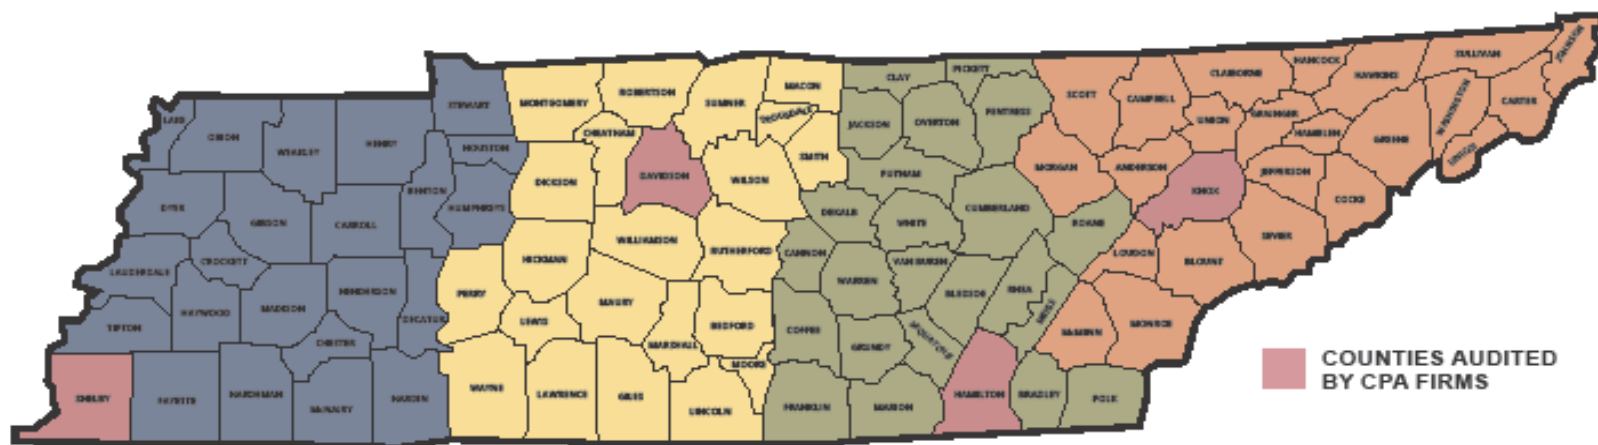 LAKE
OBION
WEAKLEY
HENRY
STEWART
HOUSTON
BENTON
HUMPHREYS
DYER
GIBSON
CARROLL
CROCKETT
LAUDERDALE
HAYWOOD
MADISON
HENDERSON
DECATUR
TIPTON
CHESTER
SHELBY
FAYETTE
HARDEMAN
McNAIRY
HARDIN
MONTGOMERY
ROBERTSON
SUMNER
MACON
TROUSDALE
CHEATHAM
SMITH
DICKSON
DAVIDSON
WILSON
WILLIAMSON
RUTHERFORD
HICKMAN
PERRY
LEWIS
MAURY
BEDFORD
MARSHALL
MOORE
WAYNE
LAWRENCE
GILES
LINCOLN
CLAY
PICKETT
JACKSON
OVERTON
FENTRESS
PUTNAM
DEKALB
WHITE
CUMBERLAND
ROANE
CANNON
WARREN
VAN BUREN
BLEDSOE
RHEA
MEIGS
COFFEE
GRUNDY
SEQUATCHIE
FRANKLIN
MARION
HAMILTON
BRADLEY
POLK
SCOTT
CAMPBELL
CLAIBORNE
HANCOCK
HAWKINS
SULLIVAN
JOHNSON
WASHINGTON
CARTER
UNICOI
UNION
GRAINGER
HAMBLEN
GREENE
MORGAN
ANDERSON
KNOX
JEFFERSON
COCKE
SEVIER
LOUDON
BLOUNT
McMINN
MONROE
COUNTIES AUDITED
BY CPA FIRMS